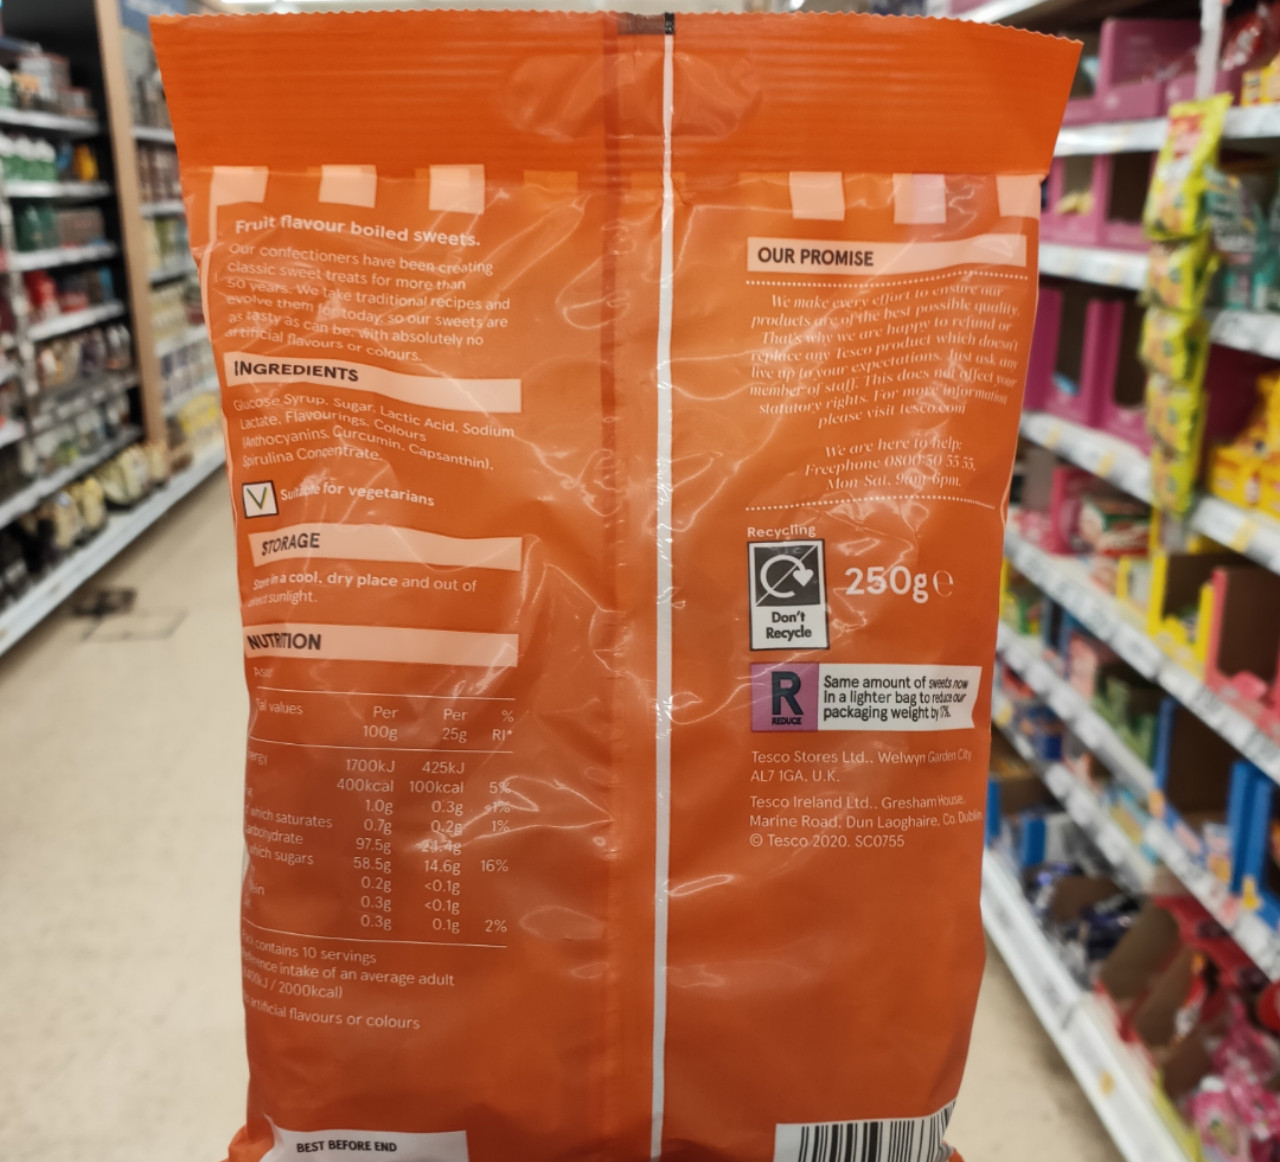 Fruit flavour boiled sweets.
Our confectioners have been creating
classic sweet treats for more than
50 years. We take traditional recipes and
evolve them for today, so our sweets are
as tasty as can be, with absolutely no
artificial flavours or colours.
INGREDIENTS
Glucose Syrup, Sugar, Lactic Acid, Sodium
Lactate, Flavourings, Colours
(Anthocyanins, Curcumin, Capsanthin),
Spirulina Concentrate.
V Suitable for vegetarians
STORAGE
Store in a cool, dry place and out of
direct sunlight.
NUTRITION
values Per Per %
100g 25g RI*
1700kJ 425kJ
400kcal 100kcal 5%
1.0g 0.3g <1%
which saturates 0.7g 0.2g 1%
97.5g 24.4g
which sugars 58.5g 14.6g 16%
0.2g <0.1g
0.3g <0.1g
0.3g 0.1g 2%
contains 10 servings
intake of an average adult
/ 2000kcal)
artificial flavours or colours
BEST BEFORE END
OUR PROMISE
We make every effort to ensure our
products are of the best possible quality.
That's why we are happy to refund or
replace any Tesco product which doesn't
live up to your expectations. Just ask any
member of staff. This does not affect your
statutory rights. For more information
please visit tesco.com
We are here to help:
Freephone 0800 50 55 55,
Mon-Sat, 9am-6pm.
Recycling
Don't
Recycle
250g e
R
REDUCE
Same amount of sweets now
in a lighter bag to reduce our
packaging weight by 17%.
Tesco Stores Ltd., Welwyn Garden City
AL7 1GA, U.K.
Tesco Ireland Ltd., Gresham House,
Marine Road, Dun Laoghaire, Co. Dublin
© Tesco 2020. SC0755